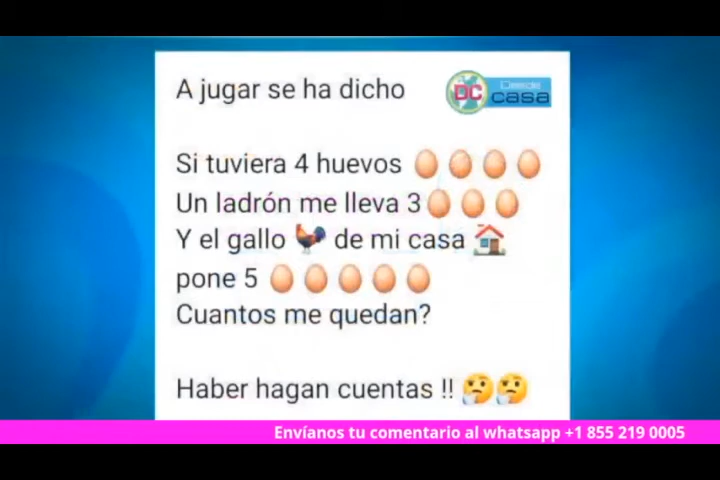 A jugar se ha dicho
DC Desde casa
Si tuviera 4 huevos
Un ladrón me lleva 3
Y el gallo de mi casa
pone 5
Cuantos me quedan?
Haber hagan cuentas !!
Envíanos tu comentario al whatsapp +1 855 219 0005